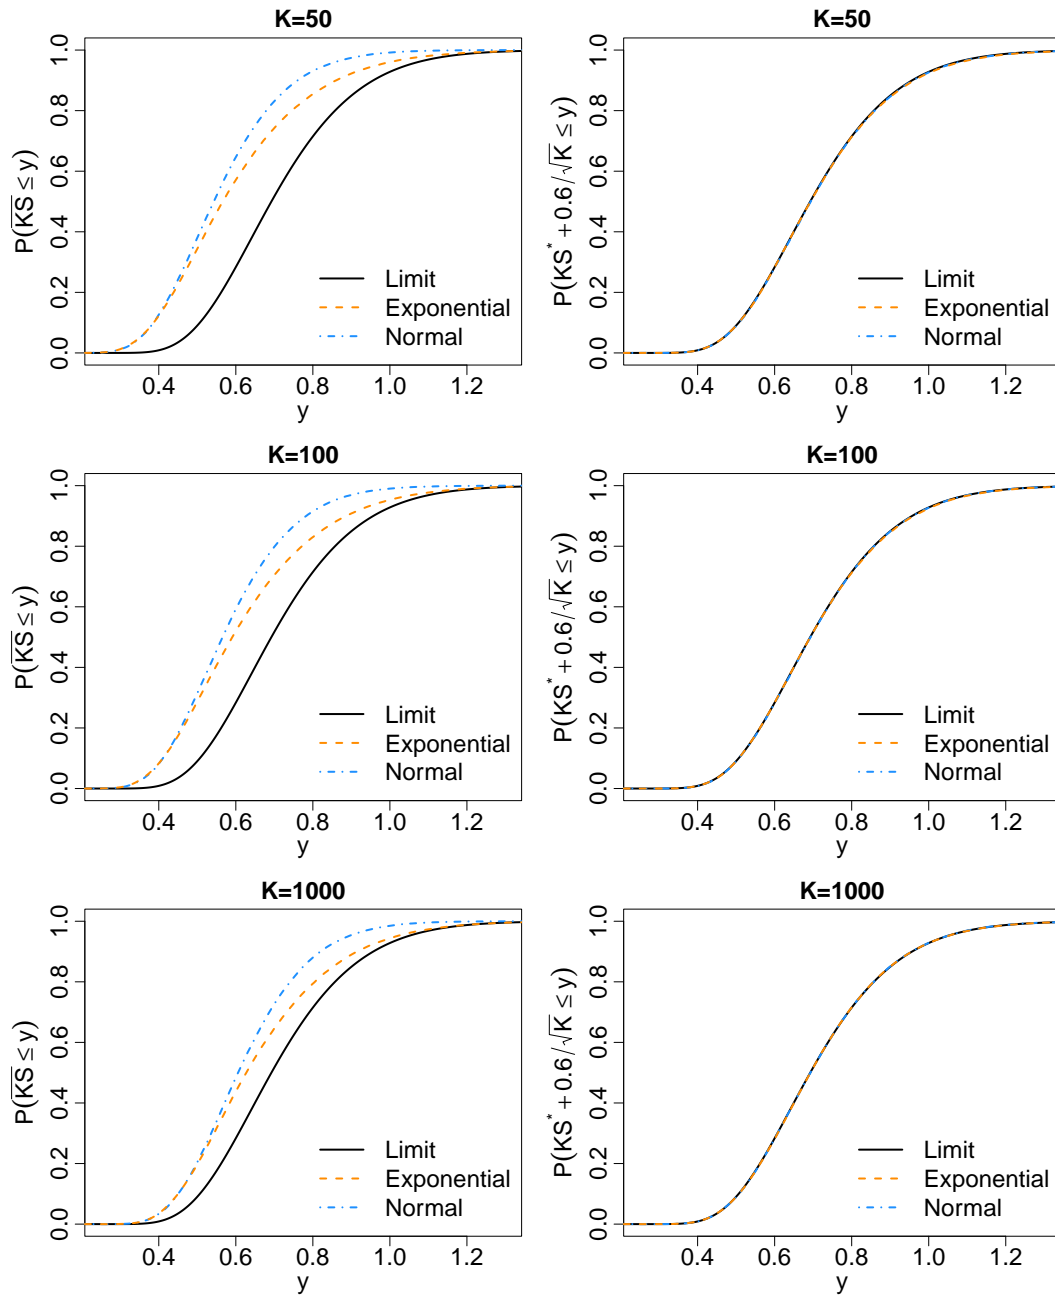 K=50
P(K̅S̅ ≤ y)
1.0
0.8
0.6
0.4
0.2
0.0
Limit
Exponential
Normal
0.4 0.6 0.8 1.0 1.2
y
K=50
P(KS* + 0.6/√K ≤ y)
1.0
0.8
0.6
0.4
0.2
0.0
Limit
Exponential
Normal
0.4 0.6 0.8 1.0 1.2
y
K=100
P(K̅S̅ ≤ y)
1.0
0.8
0.6
0.4
0.2
0.0
Limit
Exponential
Normal
0.4 0.6 0.8 1.0 1.2
y
K=100
P(KS* + 0.6/√K ≤ y)
1.0
0.8
0.6
0.4
0.2
0.0
Limit
Exponential
Normal
0.4 0.6 0.8 1.0 1.2
y
K=1000
P(K̅S̅ ≤ y)
1.0
0.8
0.6
0.4
0.2
0.0
Limit
Exponential
Normal
0.4 0.6 0.8 1.0 1.2
y
K=1000
P(KS* + 0.6/√K ≤ y)
1.0
0.8
0.6
0.4
0.2
0.0
Limit
Exponential
Normal
0.4 0.6 0.8 1.0 1.2
y